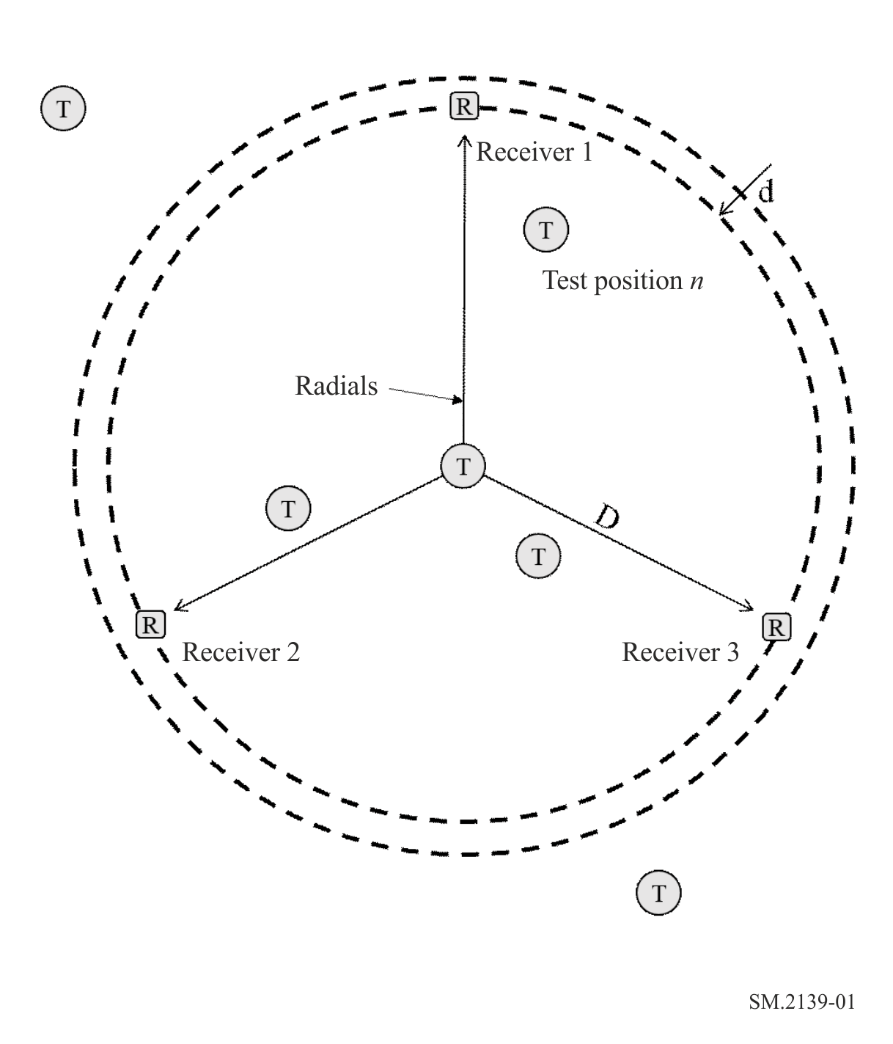 T
R
Receiver 1
d
T
Test position n
Radials
T
T
D
T
R
R
Receiver 2
Receiver 3
T
SM.2139-01